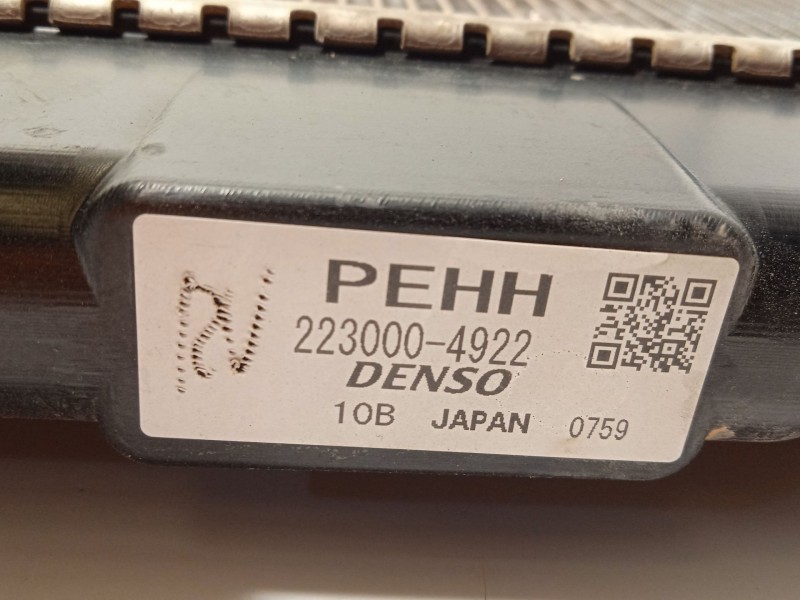 PEHH
223000-4922
DENSO
10B JAPAN 0759